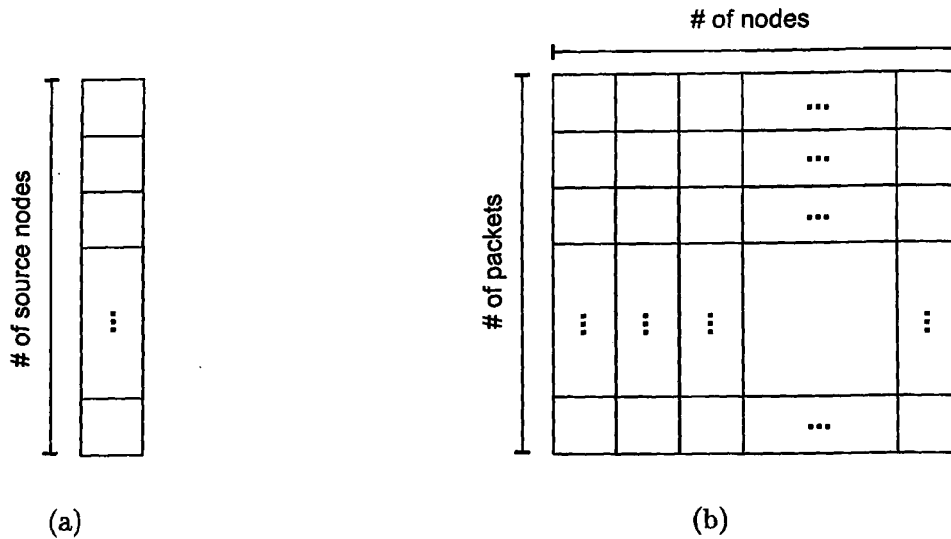 # of nodes
# of source nodes
...
# of packets
...
...
...
... ... ... ...
...
(a)
(b)